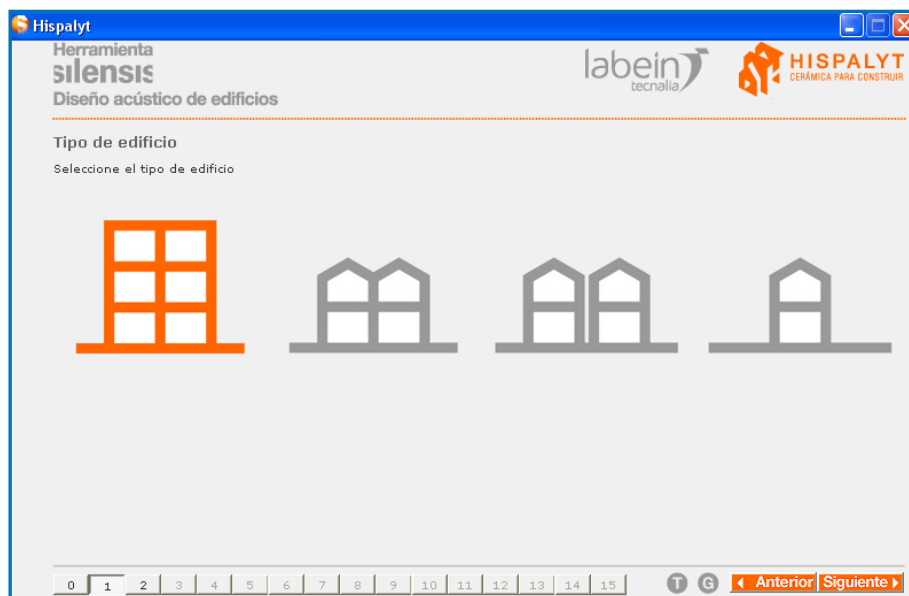 Hispalyt
Herramienta
sılensıs
Diseño acústico de edificios
labein
tecnalia
HISPALYT
CERÁMICA PARA CONSTRUIR
Tipo de edificio
Seleccione el tipo de edificio
0 1 2 3 4 5 6 7 8 9 10 11 12 13 14 15 T G Anterior Siguiente